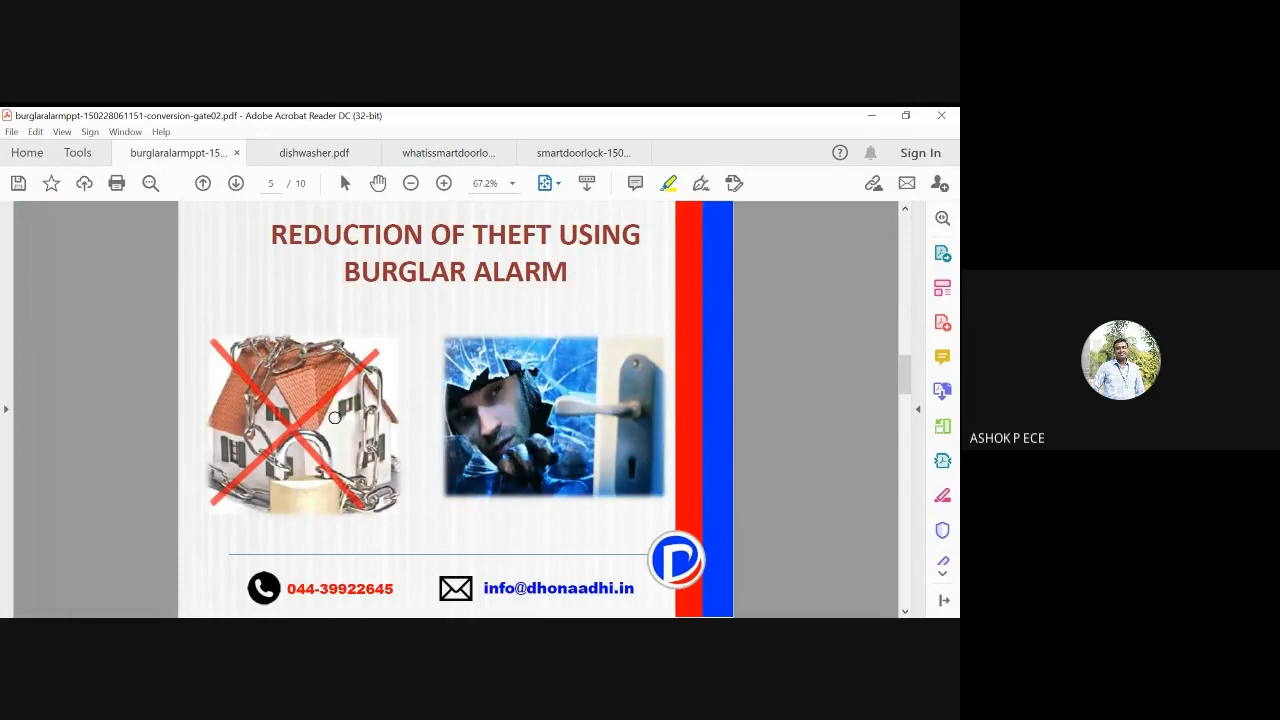 burglaralarmppt-150228061151-conversion-gate02.pdf - Adobe Acrobat Reader DC (32-bit)
File Edit View Sign Window Help
Home Tools burglaralarmppt-15... × dishwasher.pdf whatissmartdoorlo... smartdoorlock-150... Sign In
5 / 10 67.2%
REDUCTION OF THEFT USING
BURGLAR ALARM
044-39922645 info@dhonaadhi.in
ASHOK P ECE